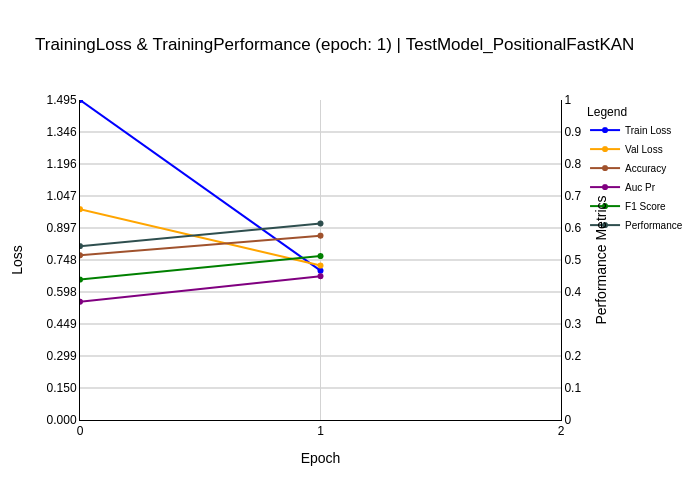 TrainingLoss & TrainingPerformance (epoch: 1) | TestModel_PositionalFastKAN
1.495
1.346
1.196
1.047
0.897
0.748
0.598
0.449
0.299
0.150
0.000
Loss
0
1
2
Epoch
1
0.9
0.8
0.7
0.6
0.5
0.4
0.3
0.2
0.1
0
Performance Metrics
Legend
Train Loss
Val Loss
Accuracy
Auc Pr
F1 Score
Performance